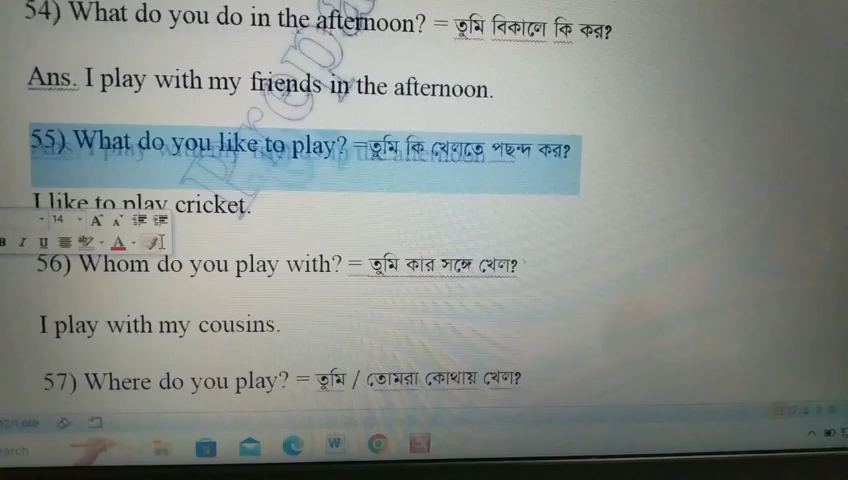 54) What do you do in the afternoon? = তুমি বিকালে কি কর?
Ans. I play with my friends in the afternoon.
55) What do you like to play? =তুমি কি খেলতে পছন্দ কর?
I like to play cricket.
14
B I U A
56) Whom do you play with? = তুমি কার সঙ্গে খেল?
I play with my cousins.
57) Where do you play? = তুমি / তোমরা কোথায় খেল?